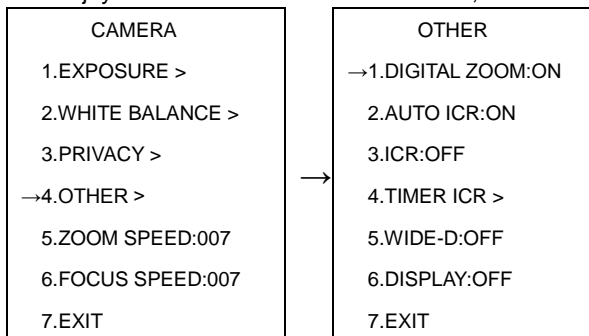 CAMERA
1.EXPOSURE >
2.WHITE BALANCE >
3.PRIVACY >
→4.OTHER >
5.ZOOM SPEED:007
6.FOCUS SPEED:007
7.EXIT
→
OTHER
→1.DIGITAL ZOOM:ON
2.AUTO ICR:ON
3.ICR:OFF
4.TIMER ICR >
5.WIDE-D:OFF
6.DISPLAY:OFF
7.EXIT